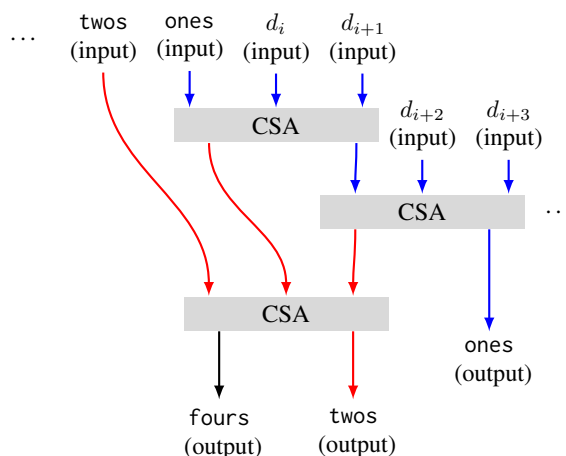 … twos ones d_i d_{i+1}
(input) (input) (input) (input)
CSA
d_{i+2} d_{i+3}
(input) (input)
CSA …
CSA
ones
(output)
fours twos
(output) (output)